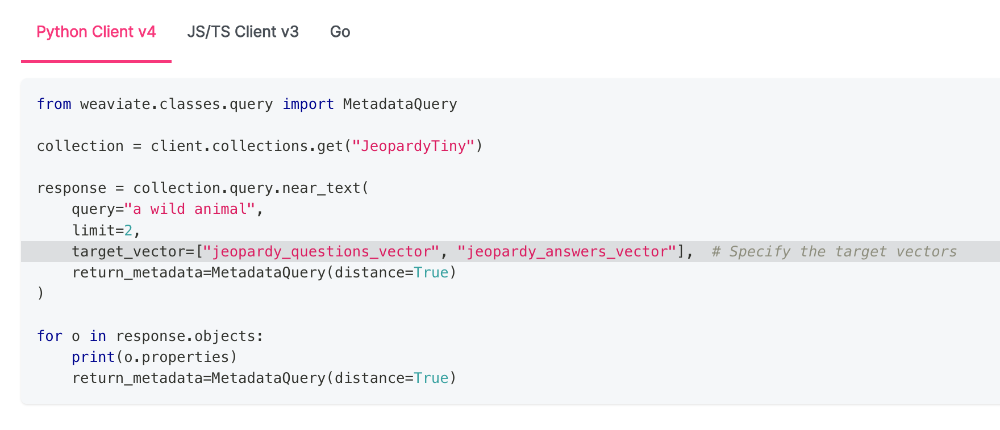 Python Client v4 JS/TS Client v3 Go
from weaviate.classes.query import MetadataQuery
collection = client.collections.get("JeopardyTiny")
response = collection.query.near_text(
    query="a wild animal",
    limit=2,
    target_vector=["jeopardy_questions_vector", "jeopardy_answers_vector"],  # Specify the target vectors
    return_metadata=MetadataQuery(distance=True)
)
for o in response.objects:
    print(o.properties)
    return_metadata=MetadataQuery(distance=True)